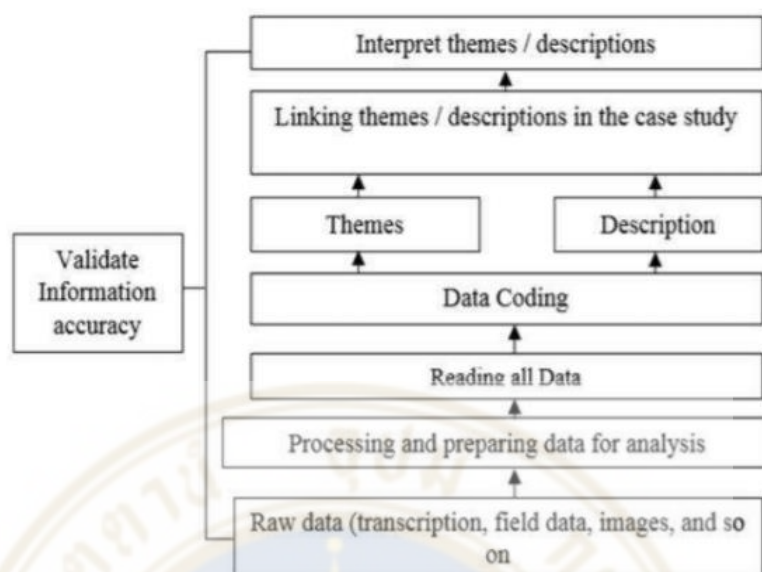 Interpret themes / descriptions
Linking themes / descriptions in the case study
Themes
Description
Validate
Information
accuracy
Data Coding
Reading all Data
Processing and preparing data for analysis
Raw data (transcription, field data, images, and so
on